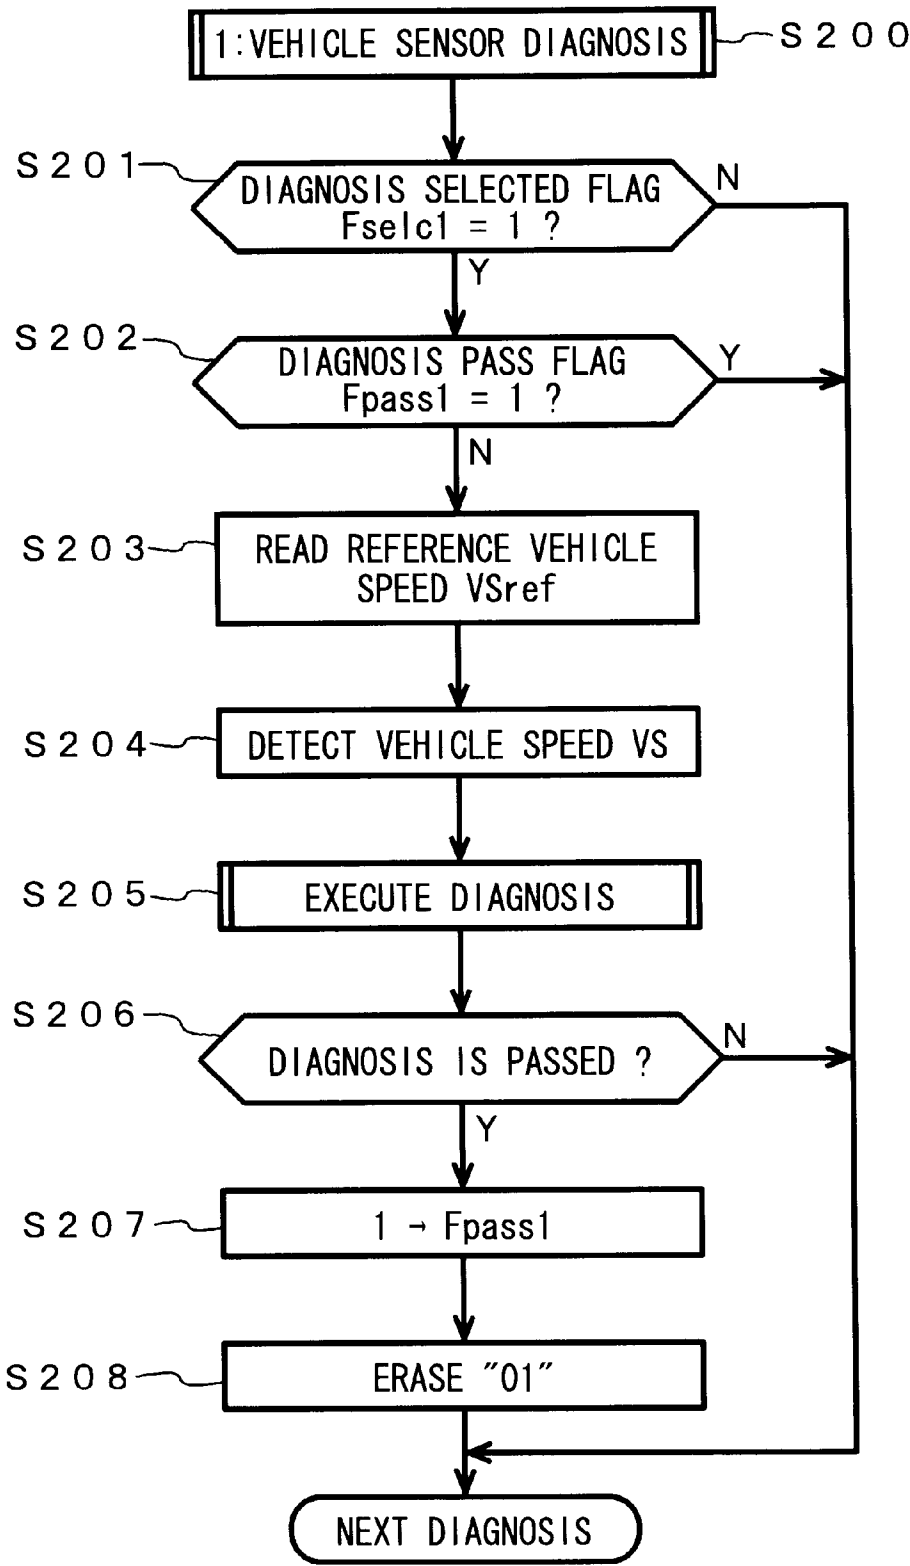 1:VEHICLE SENSOR DIAGNOSIS
S200
S201
DIAGNOSIS SELECTED FLAG
Fselc1 = 1 ?
N
Y
S202
DIAGNOSIS PASS FLAG
Fpass1 = 1 ?
Y
N
S203
READ REFERENCE VEHICLE
SPEED VSref
S204
DETECT VEHICLE SPEED VS
S205
EXECUTE DIAGNOSIS
S206
DIAGNOSIS IS PASSED ?
N
Y
S207
1 → Fpass1
S208
ERASE "01"
NEXT DIAGNOSIS